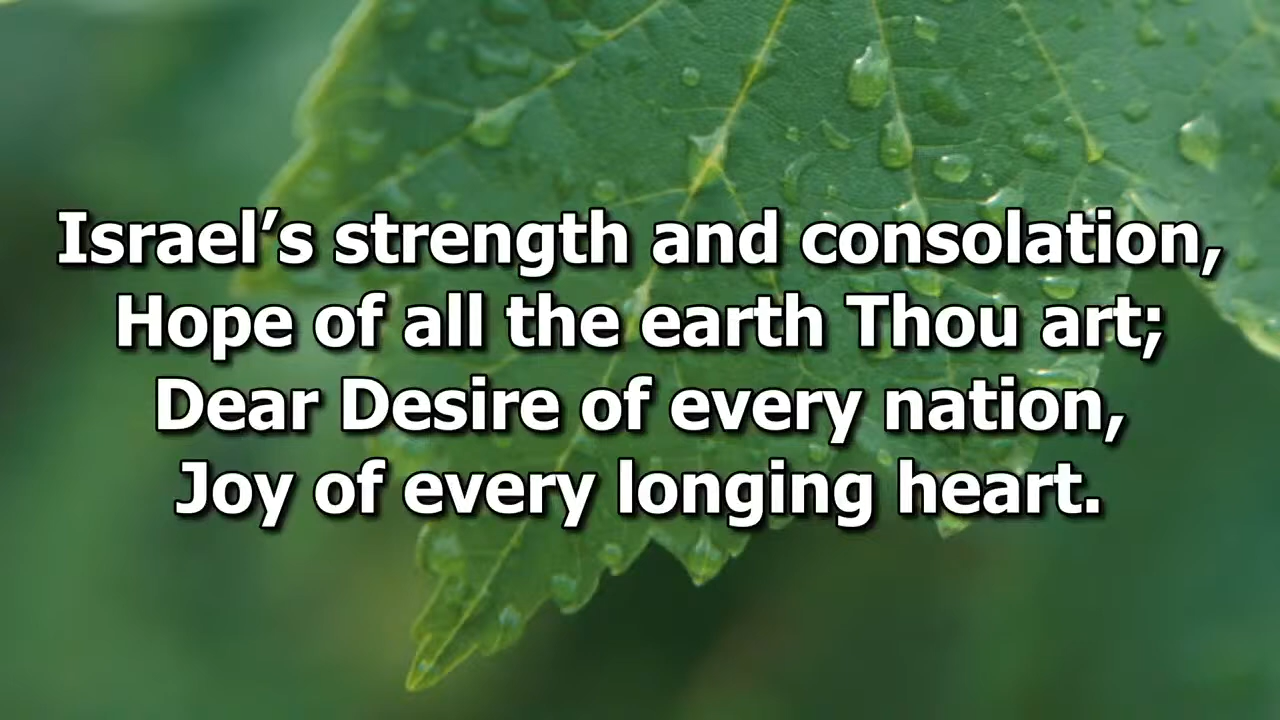 Israel’s strength and consolation,
Hope of all the earth Thou art;
Dear Desire of every nation,
Joy of every longing heart.